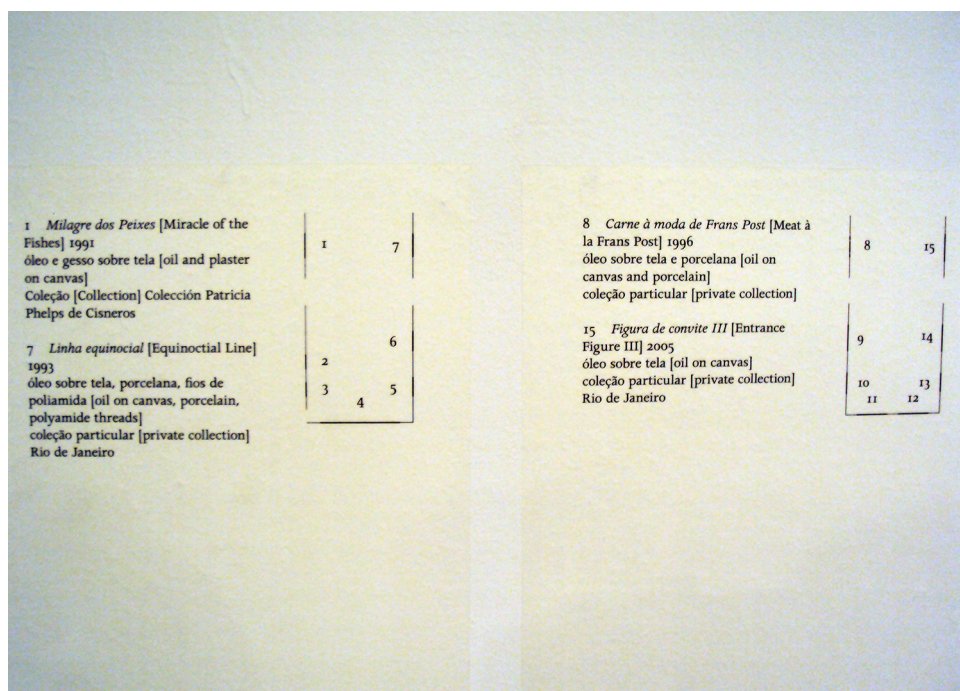 1 Milagre dos Peixes [Miracle of the
Fishes] 1991
óleo e gesso sobre tela [oil and plaster
on canvas]
Coleção [Collection] Colección Patricia
Phelps de Cisneros
7 Linha equinocial [Equinoctial Line]
1993
óleo sobre tela, porcelana, fios de
poliamida [oil on canvas, porcelain,
polyamide threads]
coleção particular [private collection]
Rio de Janeiro
1 7
6
2
3 5
4
8 Carne à moda de Frans Post [Meat à
la Frans Post] 1996
óleo sobre tela e porcelana [oil on
canvas and porcelain]
coleção particular [private collection]
15 Figura de convite III [Entrance
Figure III] 2005
óleo sobre tela [oil on canvas]
coleção particular [private collection]
Rio de Janeiro
8 15
9 14
10 13
11 12